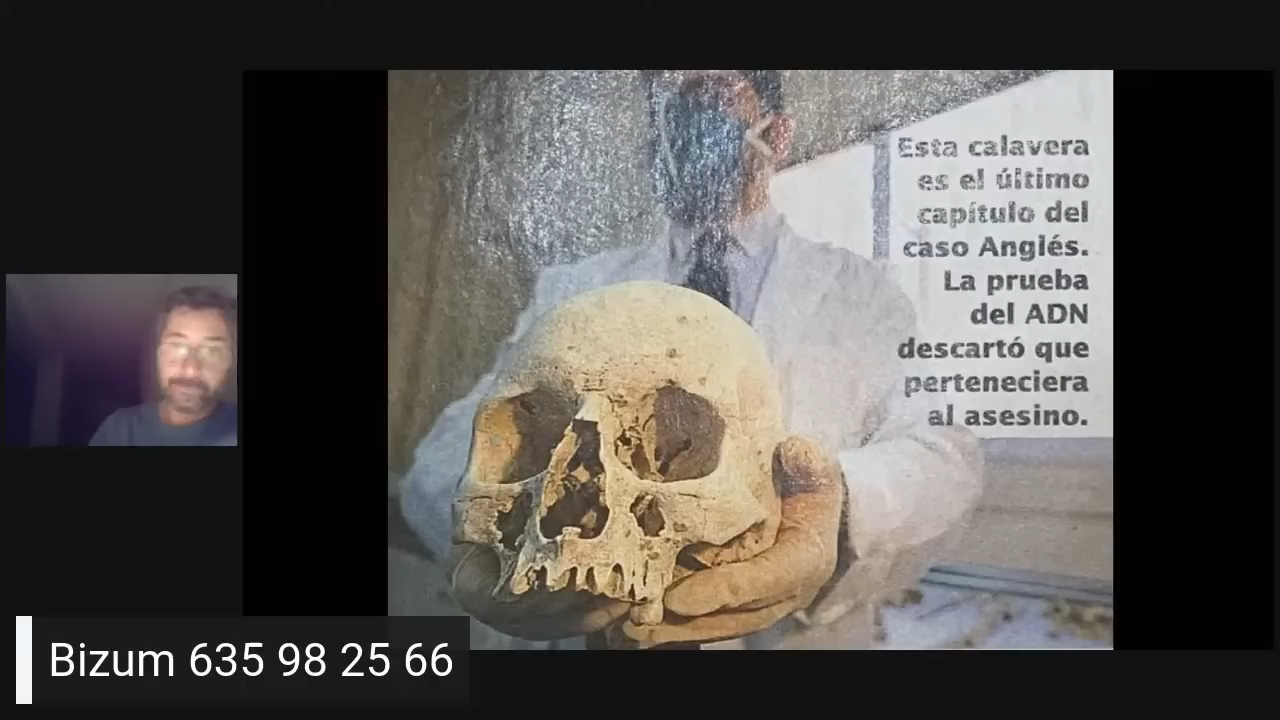 Esta calavera
es el último
capítulo del
caso Anglés.
La prueba
del ADN
descartó que
perteneciera
al asesino.
Bizum 635 98 25 66